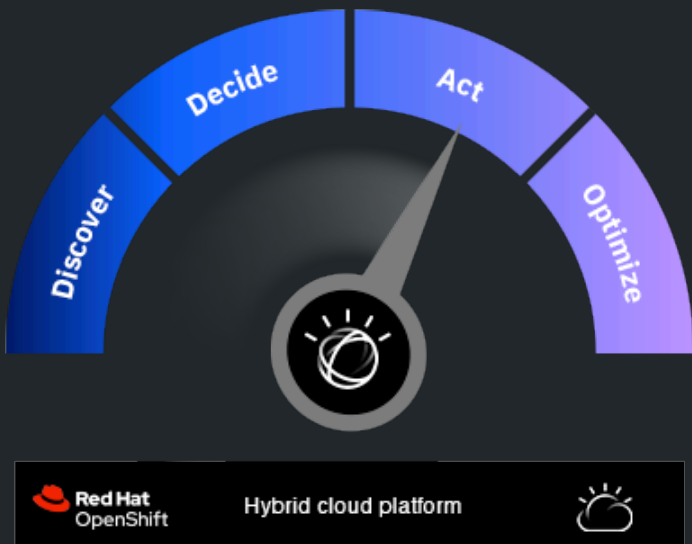 Discover
Decide
Act
Optimize
Red Hat
OpenShift
Hybrid cloud platform